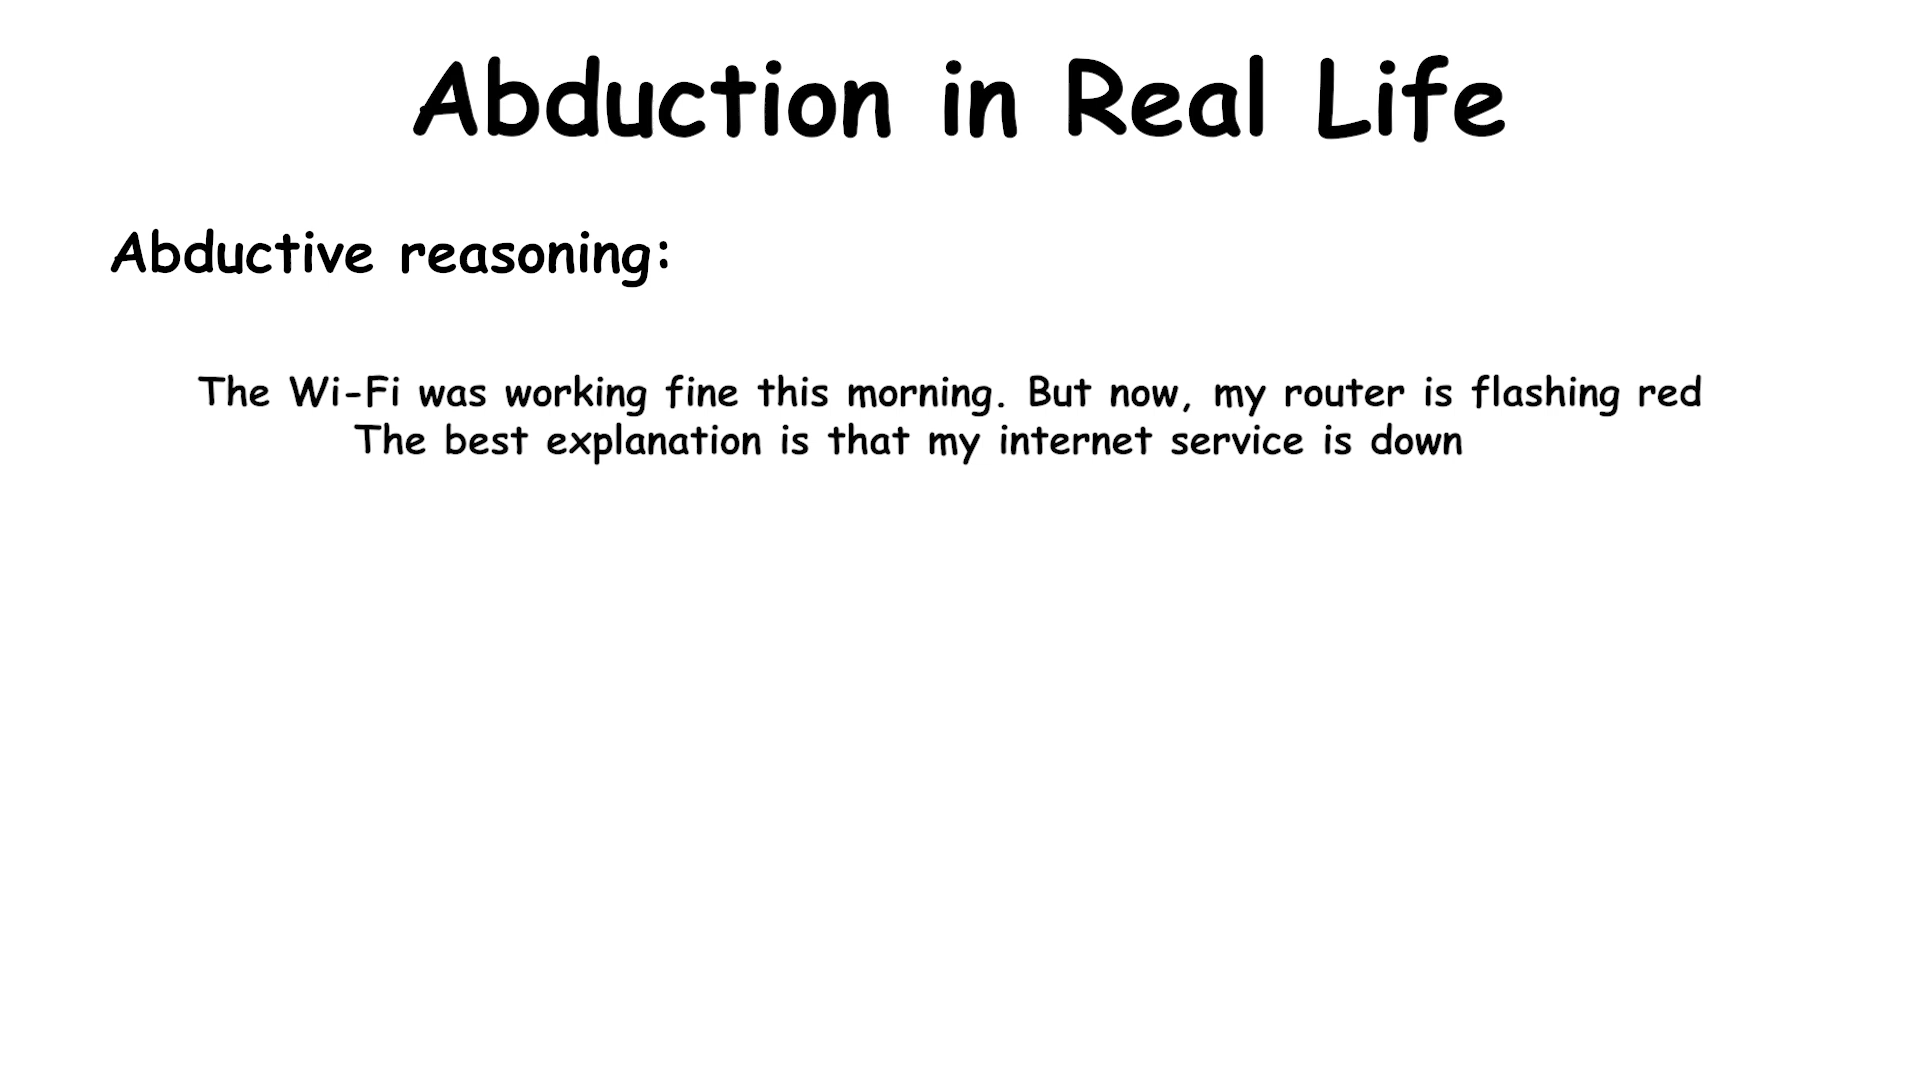 Abduction in Real Life
Abductive reasoning:
The Wi-Fi was working fine this morning. But now, my router is flashing red
The best explanation is that my internet service is down